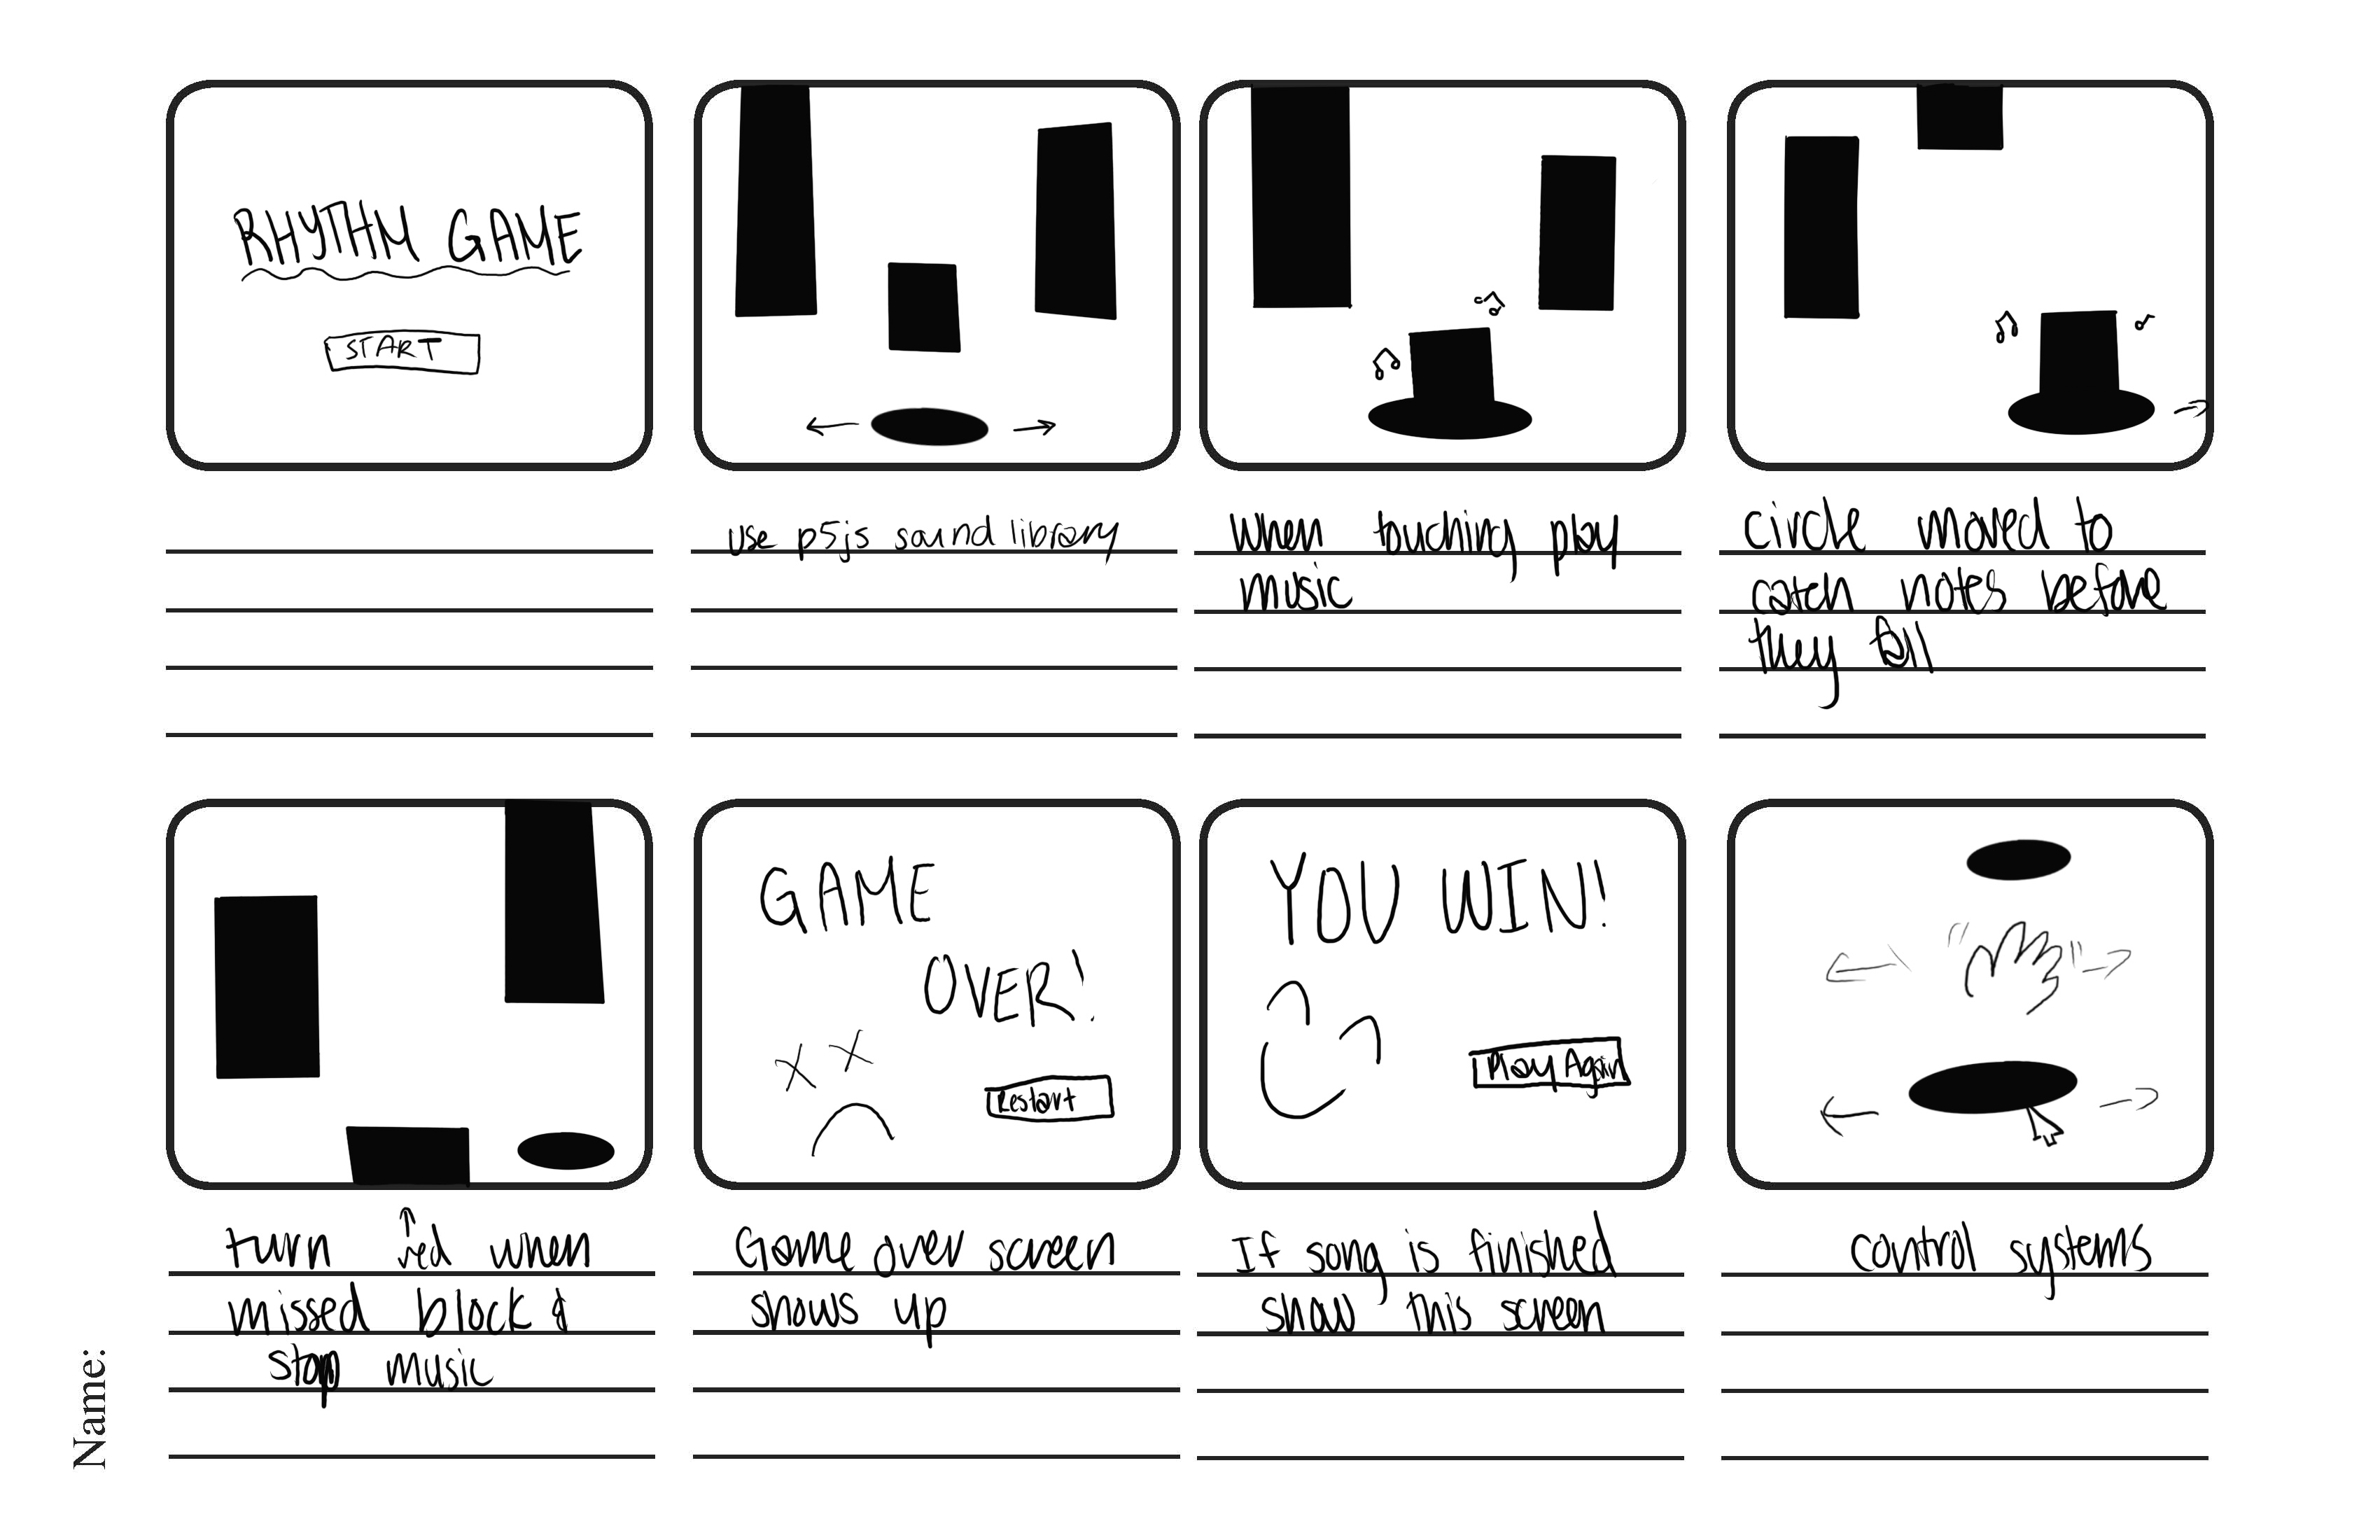 RHYTHM GAME
START
use p5js sound library
when touching play
music
circle moved to
catch notes before
they fall
turn red when
missed block &
stop music
GAME
OVER!
Restart
Game over screen
shows up
YOU WIN!
Play Again
If song is finished
show this screen
control systems
Name: